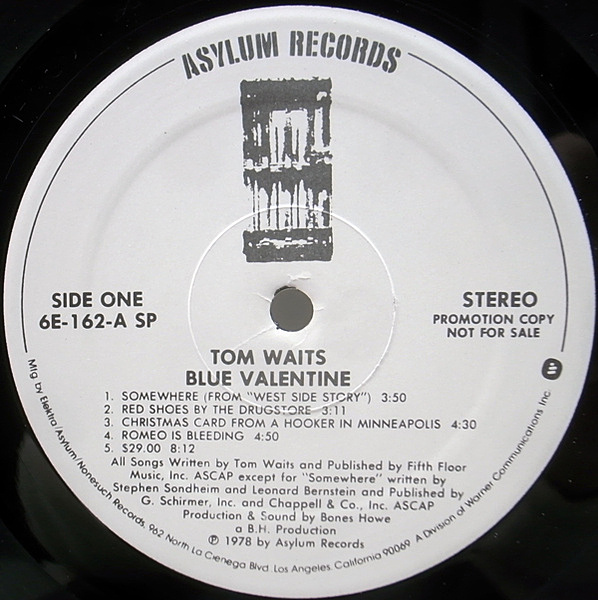 ASYLUM RECORDS
SIDE ONE
6E-162-A SP
STEREO
PROMOTION COPY
NOT FOR SALE
TOM WAITS
BLUE VALENTINE
1. SOMEWHERE (FROM "WEST SIDE STORY") 3:50
2. RED SHOES BY THE DRUGSTORE 3:11
3. CHRISTMAS CARD FROM A HOOKER IN MINNEAPOLIS 4:30
4. ROMEO IS BLEEDING 4:50
5. $29.00 8:12
All Songs Written by Tom Waits and Published by Fifth Floor
Music, Inc. ASCAP except for "Somewhere" written by
Stephen Sondheim and Leonard Bernstein and Published by
G. Schirmer, Inc. and Chappell & Co., Inc. ASCAP
Production & Sound by Bones Howe
a B.H. Production
℗ 1978 by Asylum Records
Mfg. by Elektra/Asylum/Nonesuch Records, 962 North La Cienega Blvd. Los Angeles, California 90069 A Division of Warner Communications Inc.